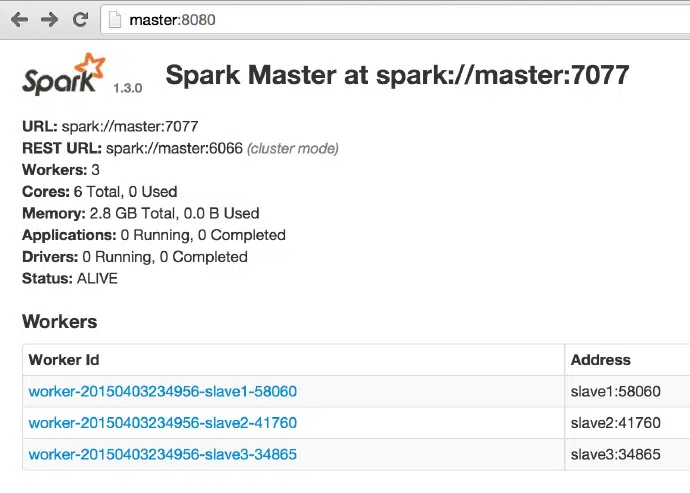 master:8080
Spark 1.3.0 Spark Master at spark://master:7077
URL: spark://master:7077
REST URL: spark://master:6066 (cluster mode)
Workers: 3
Cores: 6 Total, 0 Used
Memory: 2.8 GB Total, 0.0 B Used
Applications: 0 Running, 0 Completed
Drivers: 0 Running, 0 Completed
Status: ALIVE
Workers
Worker Id Address
worker-20150403234956-slave1-58060 slave1:58060
worker-20150403234956-slave2-41760 slave2:41760
worker-20150403234956-slave3-34865 slave3:34865